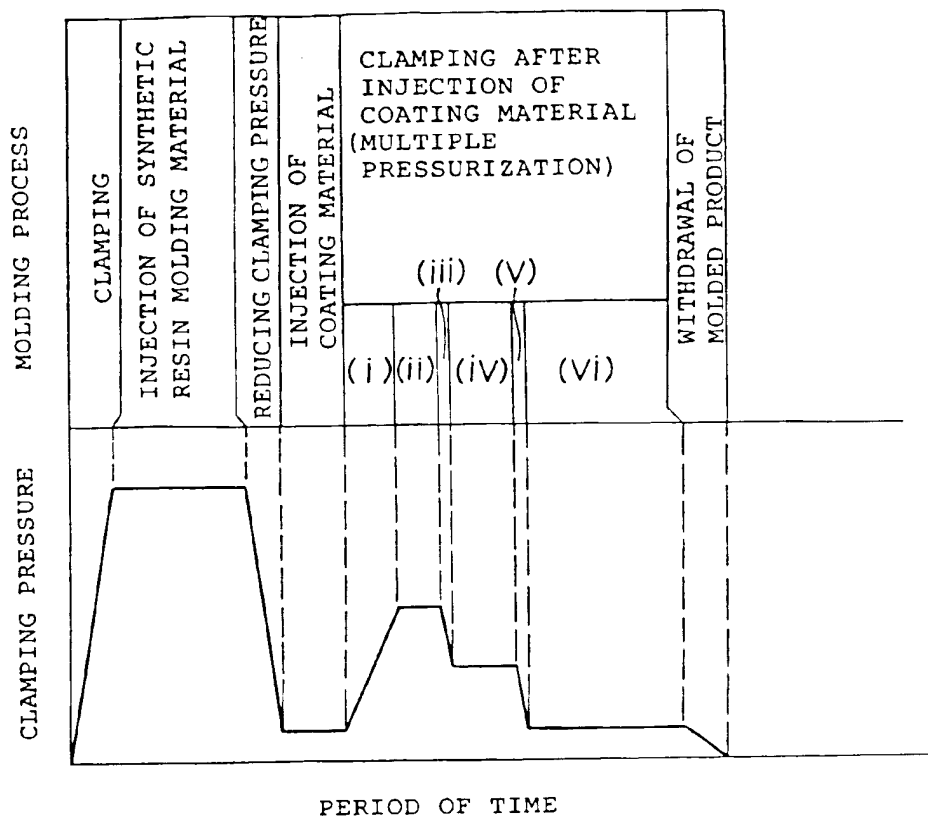 MOLDING PROCESS
CLAMPING
INJECTION OF SYNTHETIC
RESIN MOLDING MATERIAL
REDUCING CLAMPING PRESSURE
INJECTION OF
COATING MATERIAL
CLAMPING AFTER
INJECTION OF
COATING MATERIAL
(MULTIPLE
PRESSURIZATION)
(iii) (v)
(i) (ii) (iv) (vi)
WITHDRAWAL OF
MOLDED PRODUCT
CLAMPING PRESSURE
PERIOD OF TIME